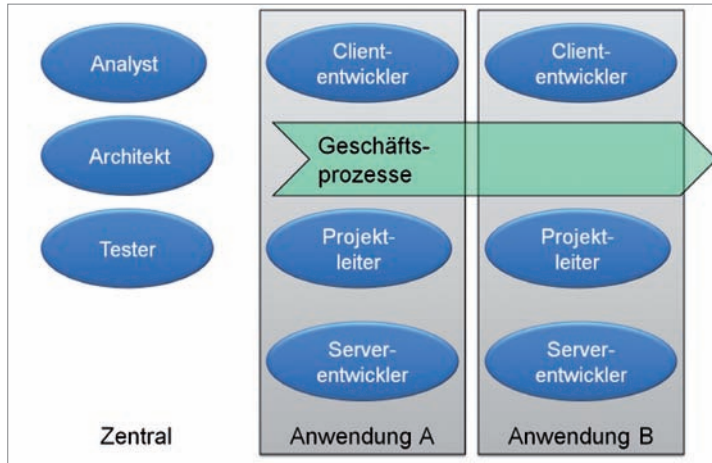 Analyst
Architekt
Tester
Zentral
Client-
entwickler
Geschäfts-
prozesse
Projekt-
leiter
Server-
entwickler
Anwendung A
Client-
entwickler
Projekt-
leiter
Server-
entwickler
Anwendung B